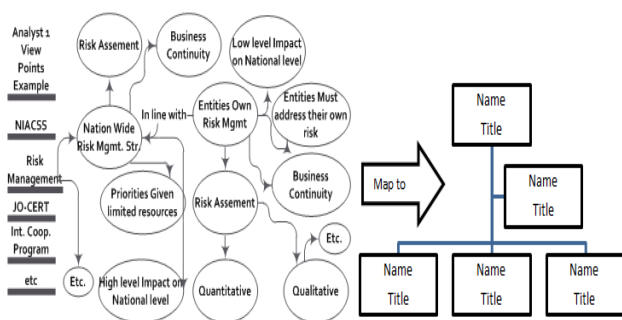 Analyst 1
View
Points
Example
NIACSS
Risk
Management
JO-CERT
Int. Coop.
Program
etc
Risk Assement
Business
Continuity
Low level Impact
on National level
Nation Wide
Risk Mgmt. Str.
In line with
Entities Own
Risk Mgmt
Entities Must
address their own
risk
Priorities Given
limited resources
Risk Assement
Business
Continuity
Etc.
Etc.
High level Impact on
National level
Quantitative
Qualitative
Map to
Name
Title
Name
Title
Name
Title
Name
Title
Name
Title